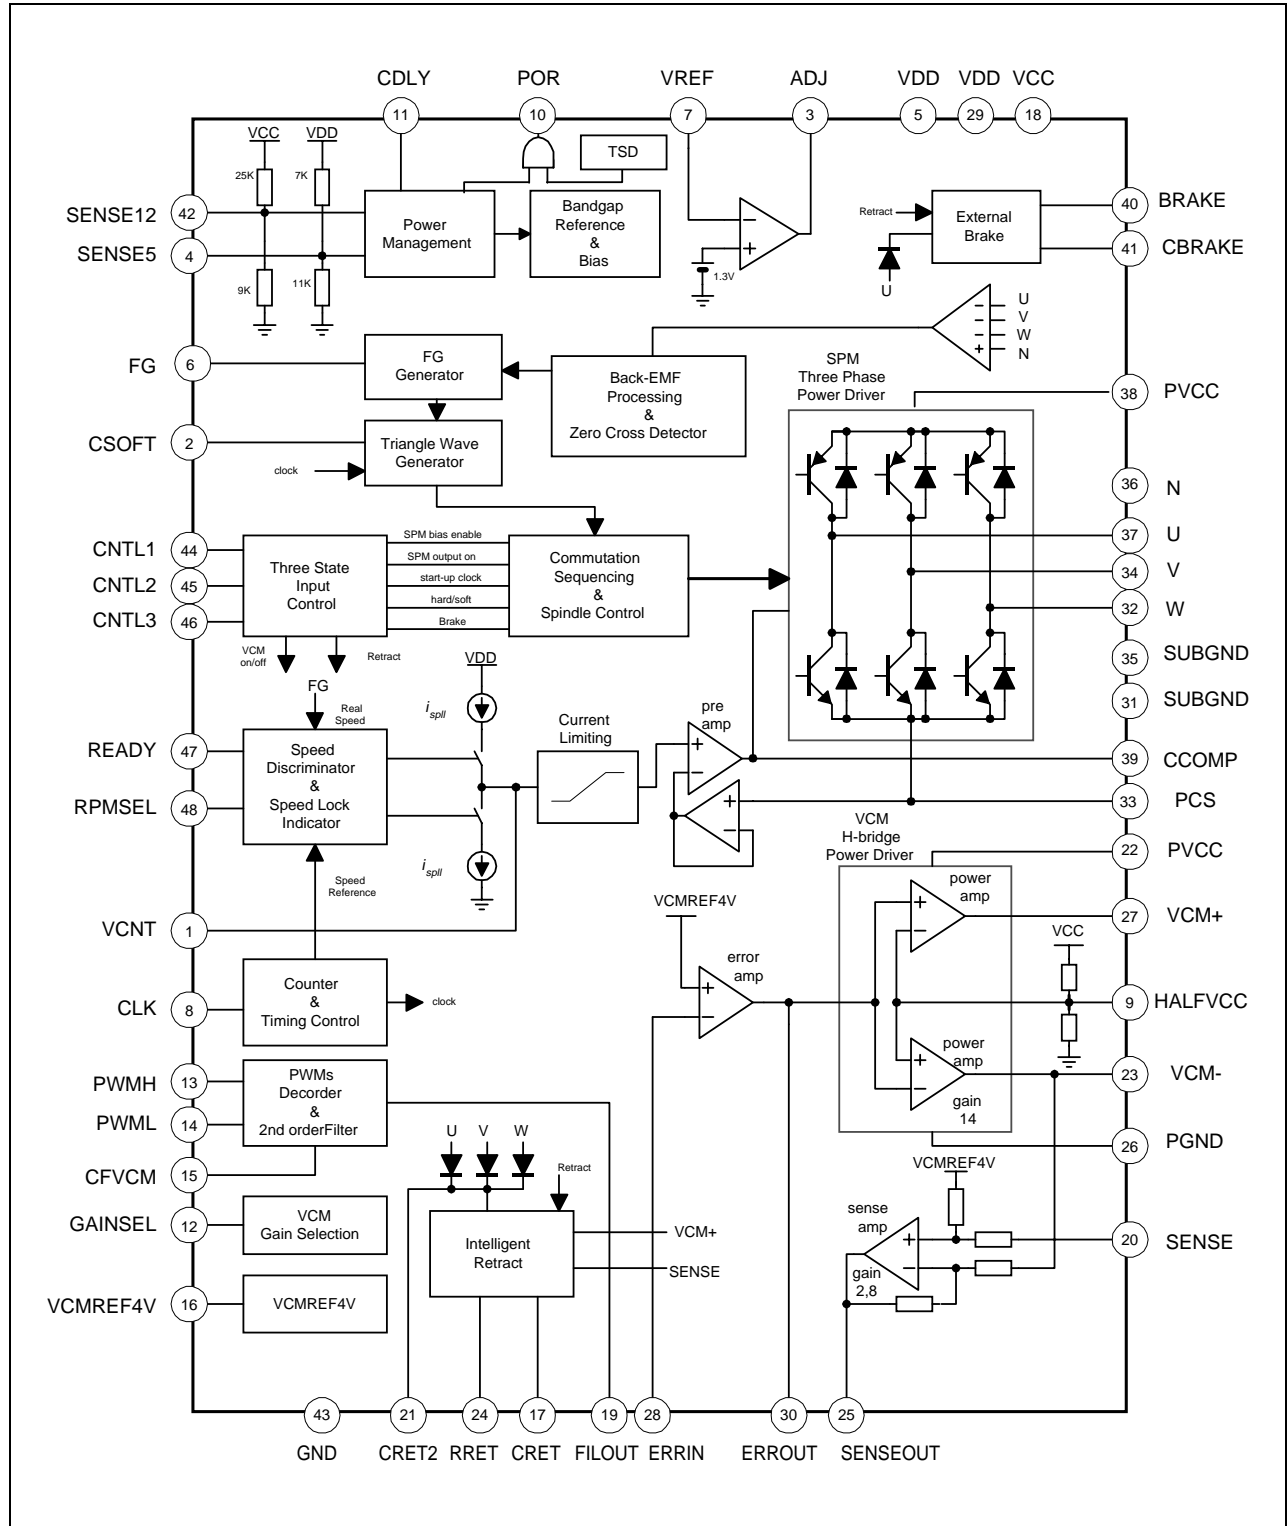 CDLY POR VREF ADJ VDD VDD VCC
11 10 7 3 5 29 18
VCC VDD
TSD
25K 7K
SENSE12 42
SENSE5 4
Power
Management
Bandgap
Reference
&
Bias
−
+
1.3V
9K 11K
Retract
External
Brake
U
40 BRAKE
41 CBRAKE
− U
− V
− W
+ N
FG 6
FG
Generator
Back-EMF
Processing
&
Zero Cross Detector
SPM
Three Phase
Power Driver
38 PVCC
CSOFT 2
clock
Triangle Wave
Generator
36 N
37 U
34 V
32 W
35 SUBGND
31 SUBGND
CNTL1 44
CNTL2 45
CNTL3 46
Three State
Input
Control
SPM bias enable
SPM output on
start-up clock
hard/soft
Brake
Commutation
Sequencing
&
Spindle Control
VCM
on/off
Retract
FG
Real
Speed
VDD
ispll
READY 47
RPMSEL 48
Speed
Discriminator
&
Speed Lock
Indicator
ispll
Current
Limiting
pre
amp
+
−
+
−
39 CCOMP
33 PCS
Speed
Reference
VCM
H-bridge
Power Driver
22 PVCC
VCNT 1
VCMREF4V
power
amp
+
−
27 VCM+
VCC
CLK 8
Counter
&
Timing Control
clock
error
amp
+
−
9 HALFVCC
power
amp
+
−
gain
14
23 VCM-
PWMH 13
PWML 14
PWMs
Decorder
&
2nd orderFilter
CFVCM 15
26 PGND
U V W
Retract
VCMREF4V
GAINSEL 12
VCM
Gain Selection
Intelligent
Retract
VCM+
SENSE
sense
amp
+
−
gain
2,8
20 SENSE
VCMREF4V 16
VCMREF4V
43 21 24 17 19 28 30 25
GND CRET2 RRET CRET FILOUT ERRIN ERROUT SENSEOUT